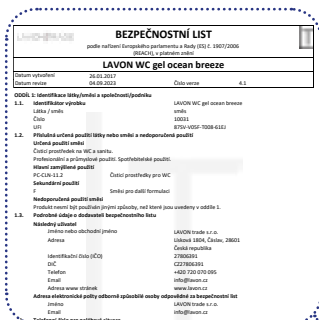 BEZPEČNOSTNÍ LIST
podle nařízení Evropského parlamentu a Rady (ES) č. 1907/2006
(REACH), v platném znění
LAVON WC gel ocean breeze
Datum vytvoření 26.01.2017
Datum revize 04.09.2023 Číslo verze 4.1
ODDÍL 1: Identifikace látky/směsi a společnosti/podniku
1.1. Identifikátor výrobku LAVON WC gel ocean breeze
Látka / směs směs
Číslo 10031
UFI 875V-V05F-T008-61EJ
1.2. Příslušná určená použití látky nebo směsi a nedoporučená použití
Určená použití směsi
Čisticí prostředek na WC a sanitu.
Profesionální a průmyslové použití. Spotřebitelské použití.
Hlavní zamýšlené použití
PC-CLN-11.2 Čisticí prostředky pro WC
Sekundární použití
F Směsi pro další formulaci
Nedoporučená použití směsi
Produkt nesmí být používán jinými způsoby, než které jsou uvedeny v oddíle 1.
1.3. Podrobné údaje o dodavateli bezpečnostního listu
Následný uživatel
Jméno nebo obchodní jméno LAVON trade s.r.o.
Adresa Lísková 1804, Čáslav, 28601
Česká republika
Identifikační číslo (IČO) 27806391
DIČ CZ27806391
Telefon +420 720 070 095
Email info@lavon.cz
Adresa www stránek www.lavon.cz
Adresa elektronické pošty odborně způsobilé osoby odpovědné za bezpečnostní list
Jméno LAVON trade s.r.o.
Email info@lavon.cz